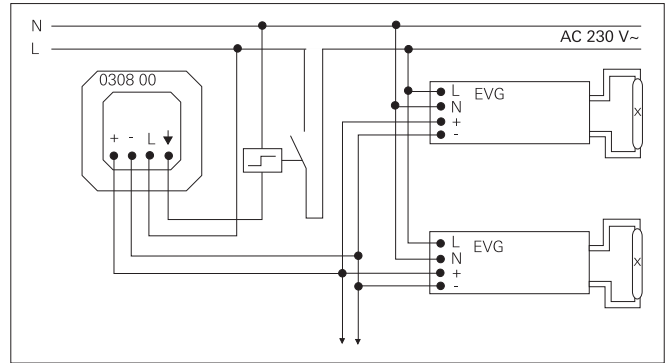 N
AC 230 V~
L
0308 00
+ - L ↓
L EVG
N
+
-
X
L EVG
N
+
-
X